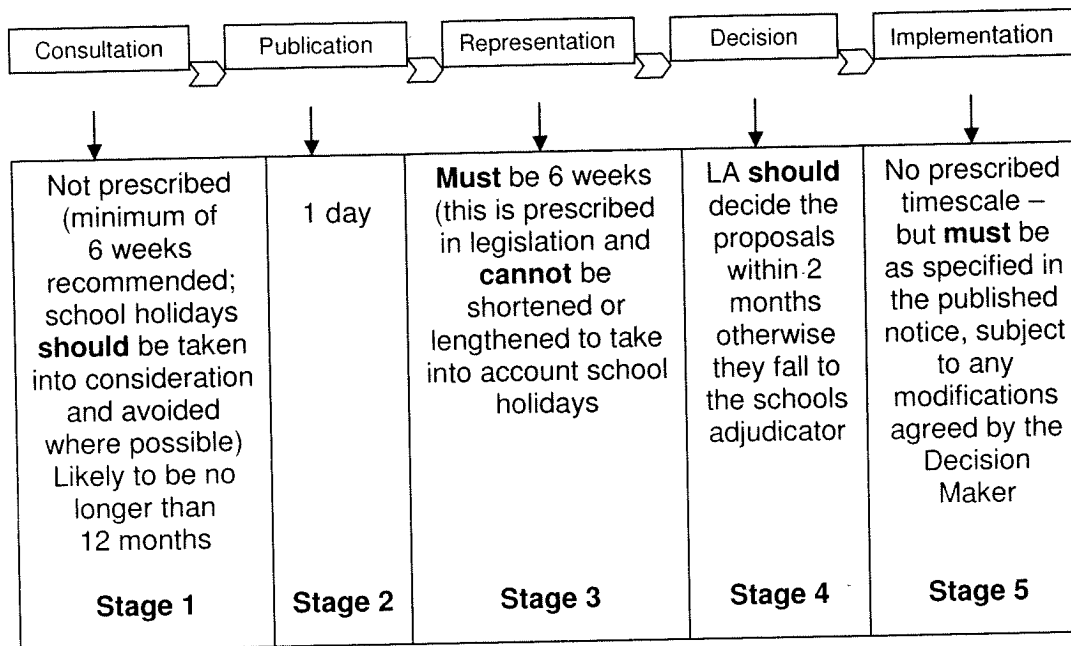 Consultation
Publication
Representation
Decision
Implementation
Not prescribed
(minimum of
6 weeks
recommended;
school holidays
should be taken
into consideration
and avoided
where possible)
Likely to be no
longer than
12 months
Stage 1
1 day
Stage 2
Must be 6 weeks
(this is prescribed
in legislation and
cannot be
shortened or
lengthened to take
into account school
holidays
Stage 3
LA should
decide the
proposals
within 2
months
otherwise
they fall to
the schools
adjudicator
Stage 4
No prescribed
timescale –
but must be
as specified in
the published
notice, subject
to any
modifications
agreed by the
Decision
Maker
Stage 5